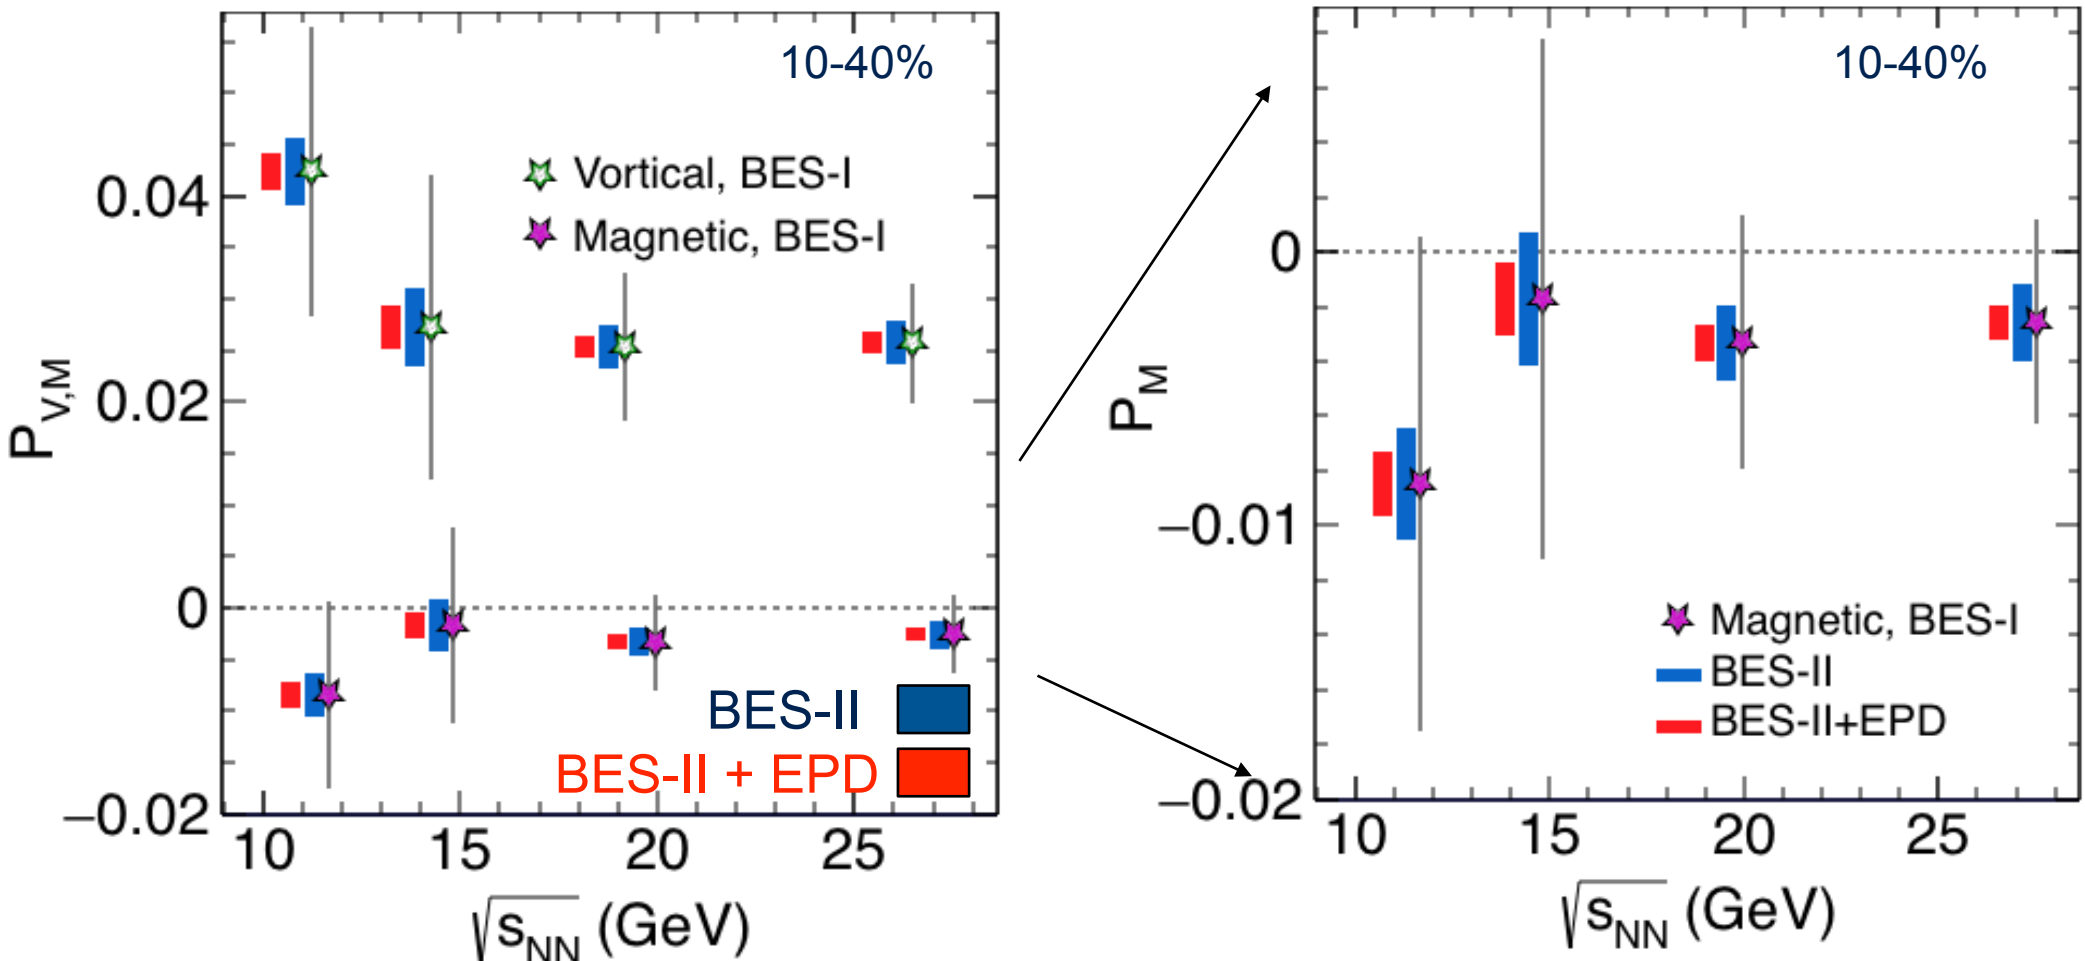 10-40%
Vortical, BES-I
Magnetic, BES-I
0.04
0.02
0
−0.02
P_V,M
BES-II
BES-II + EPD
10 15 20 25
√s_NN (GeV)
10-40%
0
−0.01
−0.02
P_M
Magnetic, BES-I
BES-II
BES-II+EPD
10 15 20 25
√s_NN (GeV)